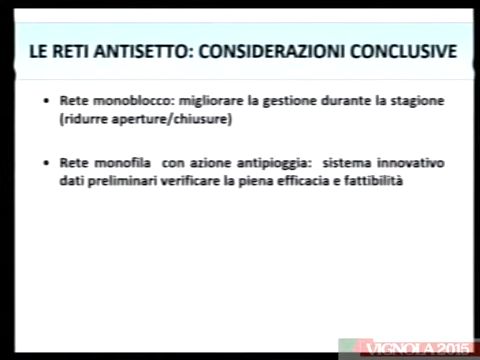 LE RETI ANTISETTO: CONSIDERAZIONI CONCLUSIVE
• Rete monoblocco: migliorare la gestione durante la stagione
(ridurre aperture/chiusure)
• Rete monofila con azione antipioggia: sistema innovativo
dati preliminari verificare la piena efficacia e fattibilità
VIGNOLA 2015